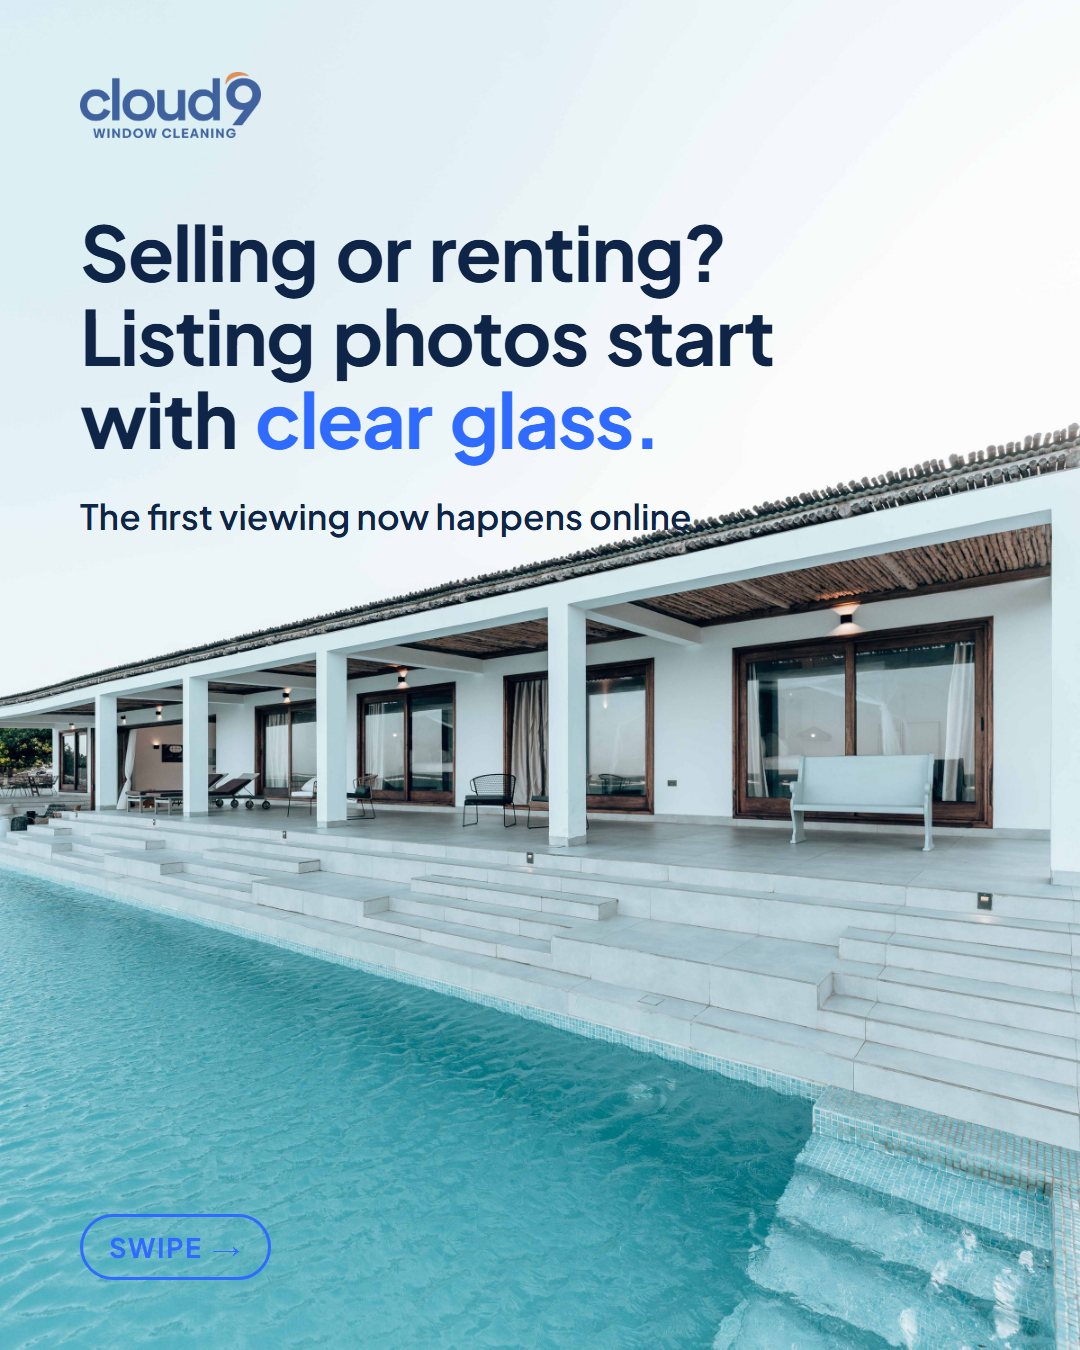 cloud9
WINDOW CLEANING
Selling or renting?
Listing photos start
with clear glass.
The first viewing now happens online
SWIPE →